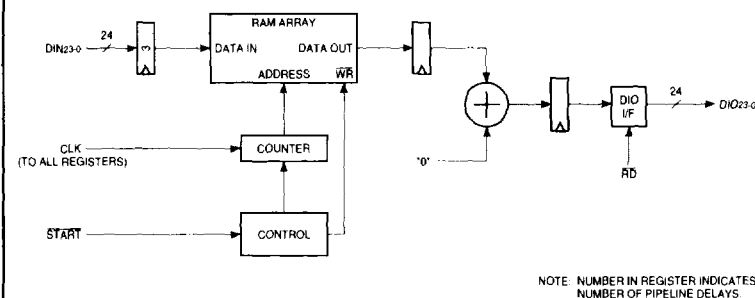 RAM ARRAY
DIN23-0
24
3
DATA IN
DATA OUT
ADDRESS
WR
24
DIO
I/F
DIO23-0
CLK
(TO ALL REGISTERS)
COUNTER
"0"
RD
START
CONTROL
NOTE: NUMBER IN REGISTER INDICATES
NUMBER OF PIPELINE DELAYS